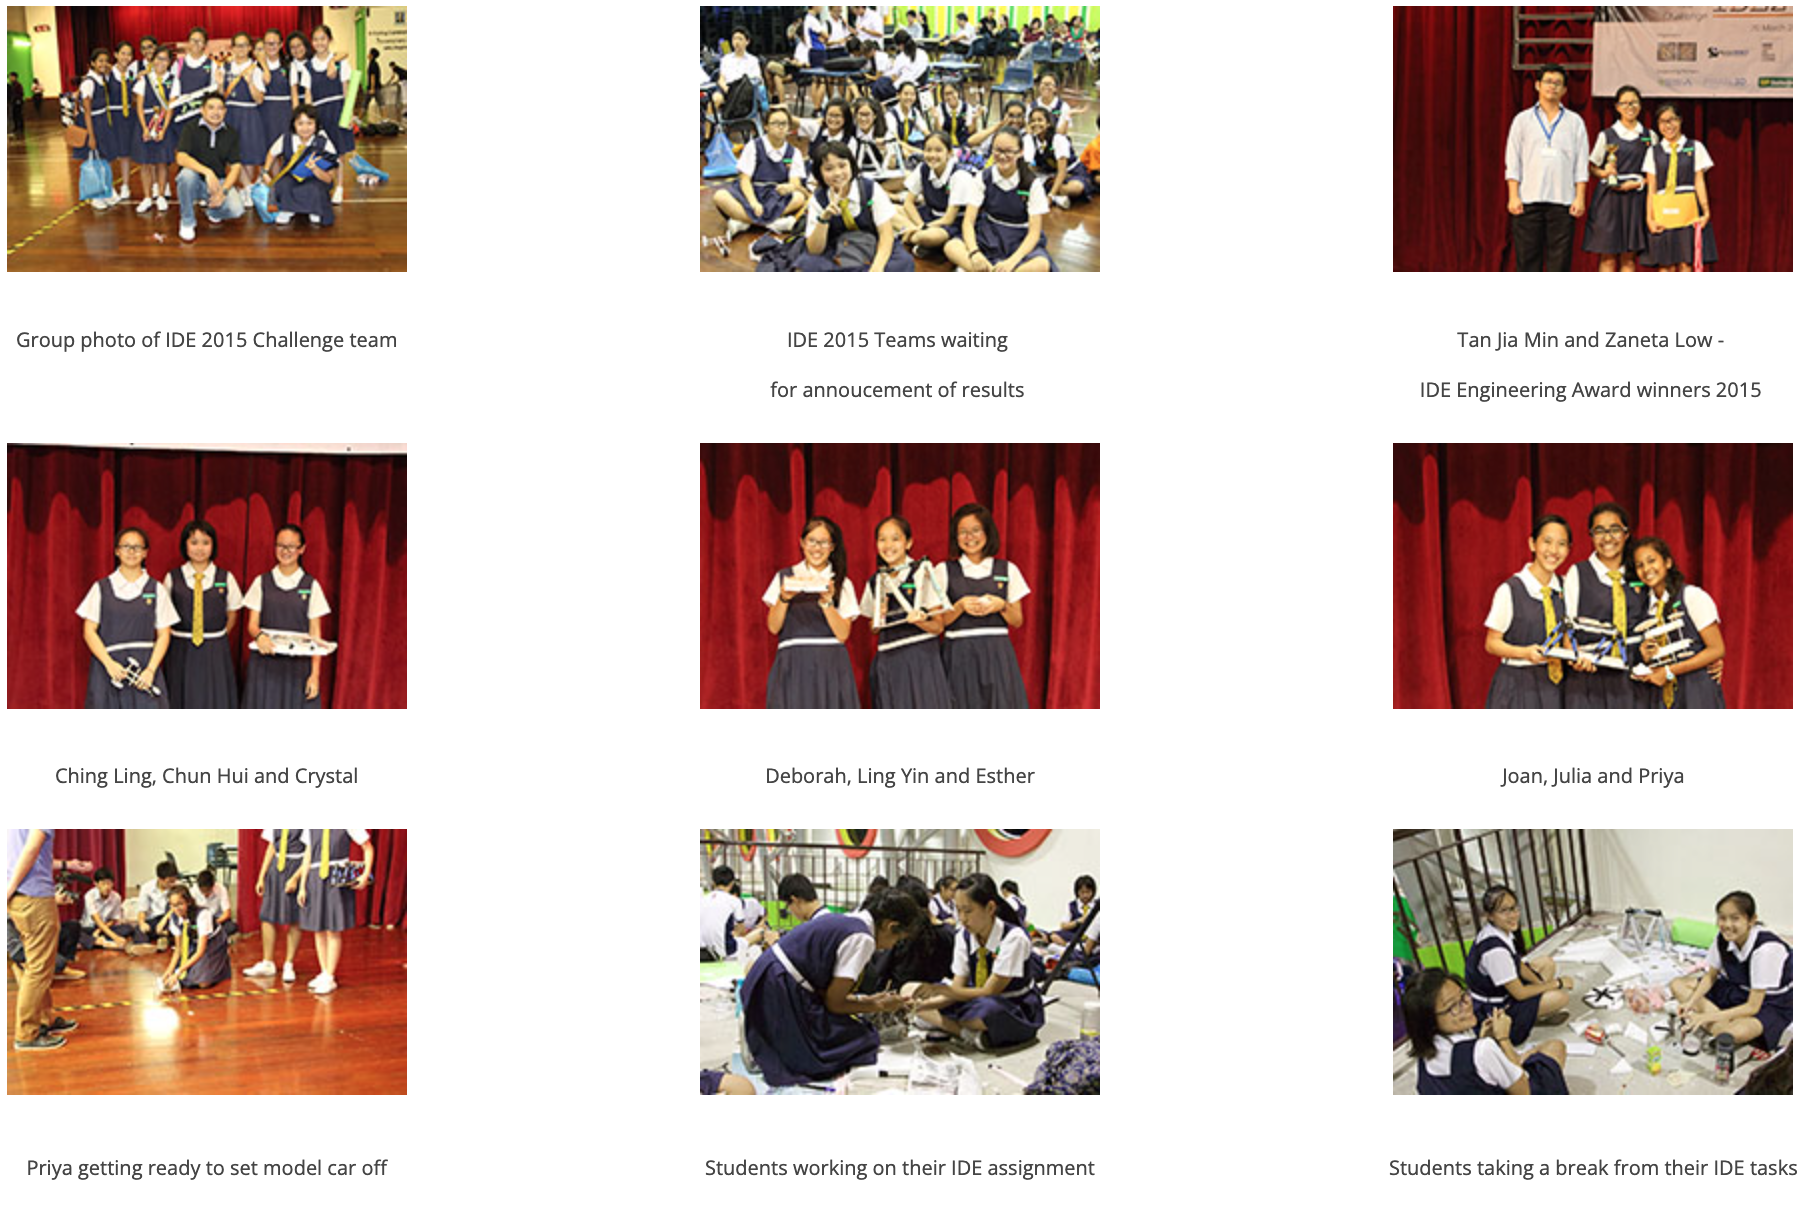 Group photo of IDE 2015 Challenge team
IDE 2015 Teams waiting
for annoucement of results
Tan Jia Min and Zaneta Low -
IDE Engineering Award winners 2015
Ching Ling, Chun Hui and Crystal
Deborah, Ling Yin and Esther
Joan, Julia and Priya
Priya getting ready to set model car off
Students working on their IDE assignment
Students taking a break from their IDE tasks